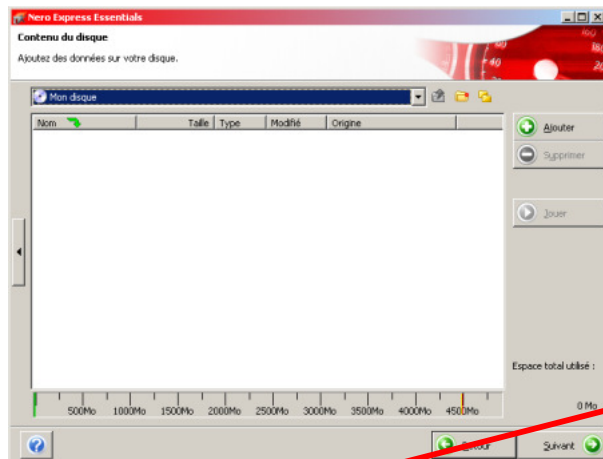 Nero Express Essentials
Contenu du disque
Ajoutez des données sur votre disque.
Mon disque
Nom Taille Type Modifié Origine
Ajouter
Supprimer
Jouer
Espace total utilisé :
500Mo 1000Mo 1500Mo 2000Mo 2500Mo 3000Mo 3500Mo 4000Mo 4500Mo
0 Mo
Retour Suivant